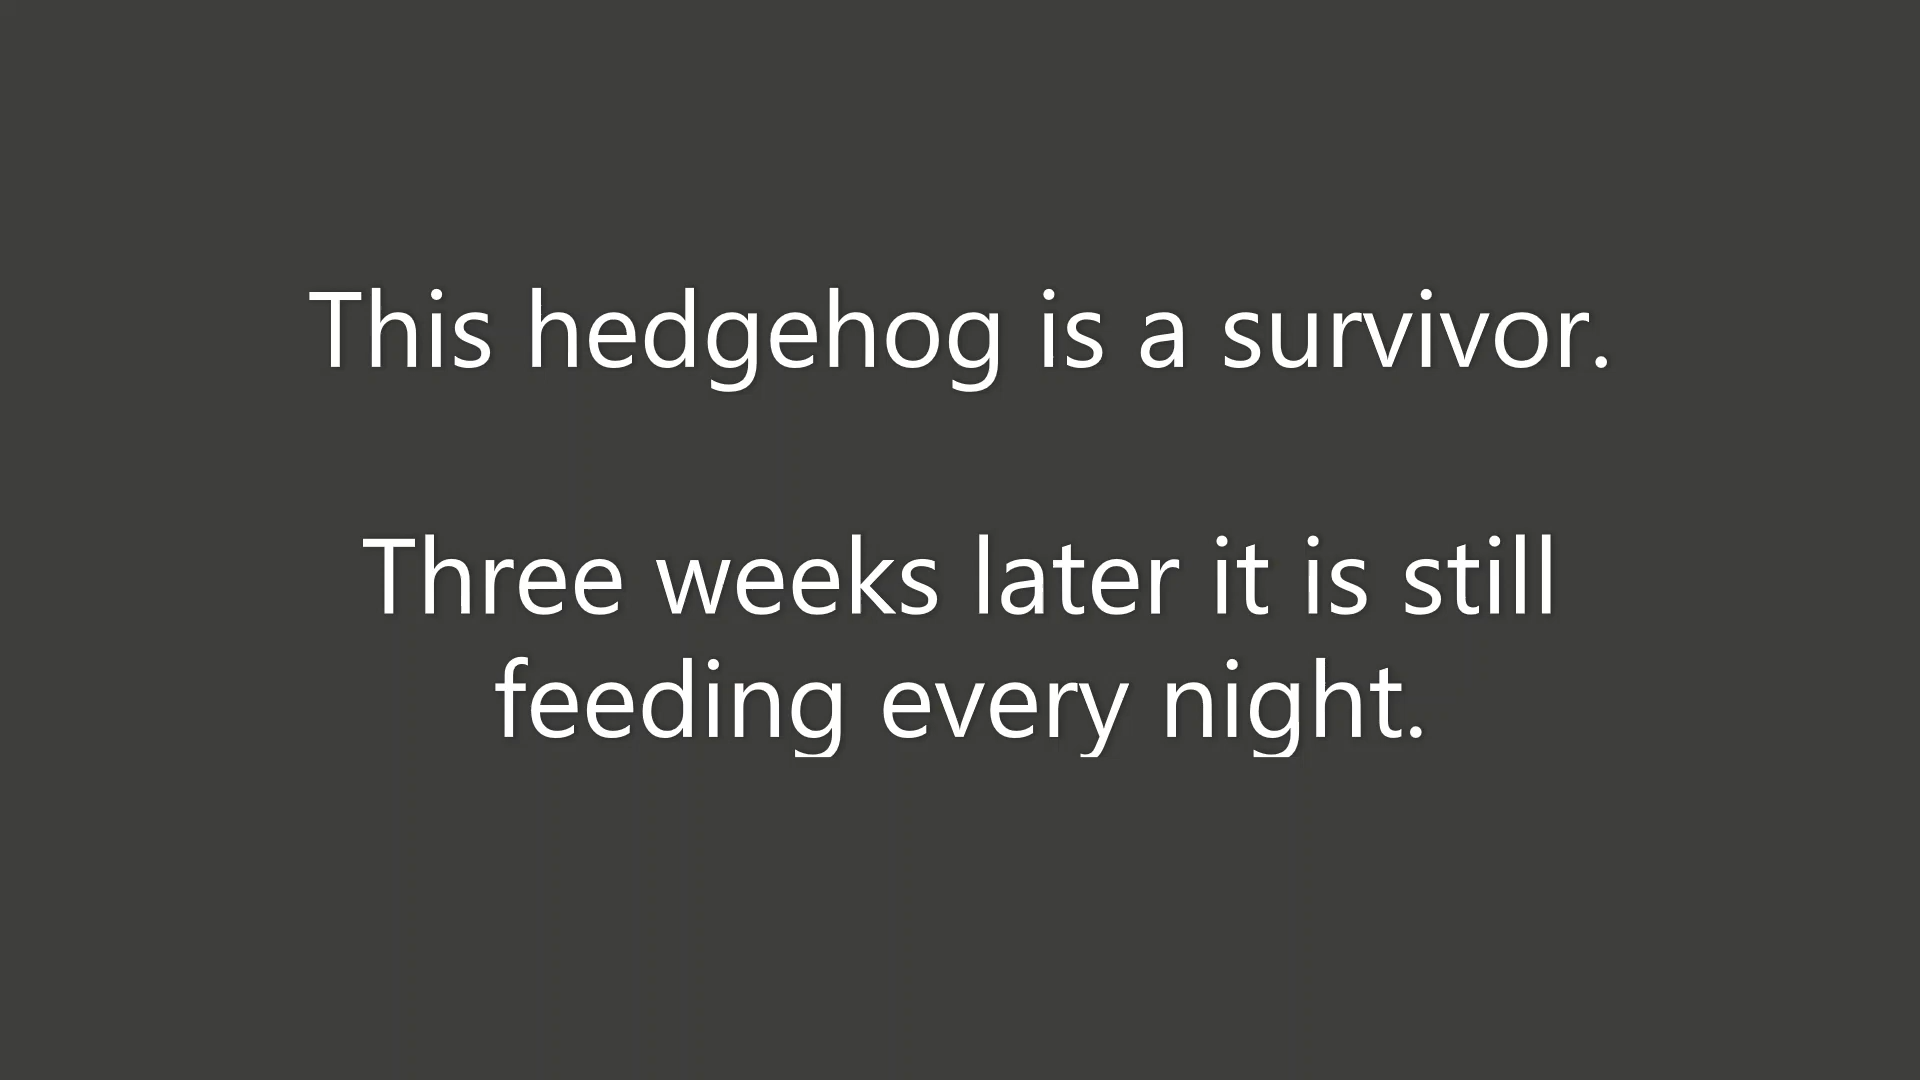 This hedgehog is a survivor.
Three weeks later it is still
feeding every night.